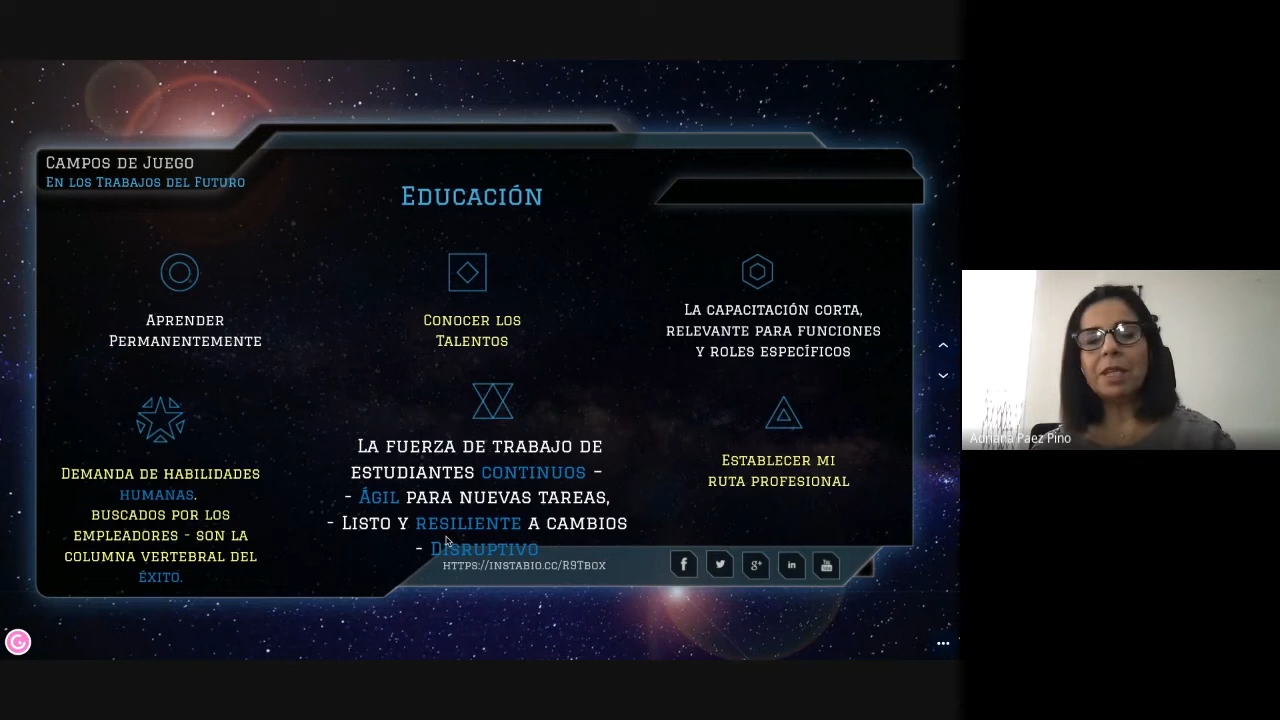 Campos de Juego
En los Trabajos del Futuro
Educación
Aprender
Permanentemente
Conocer los
Talentos
La capacitación corta,
relevante para funciones
y roles específicos
Demanda de habilidades
humanas.
buscados por los
empleadores - son la
columna vertebral del
éxito.
La fuerza de trabajo de
estudiantes continuos –
- Ágil para nuevas tareas,
- Listo y resiliente a cambios
- Disruptivo
Establecer mi
ruta profesional
https://instabio.cc/R9Tbox
f
g+
in
You Tube
Adriana Paez Pino